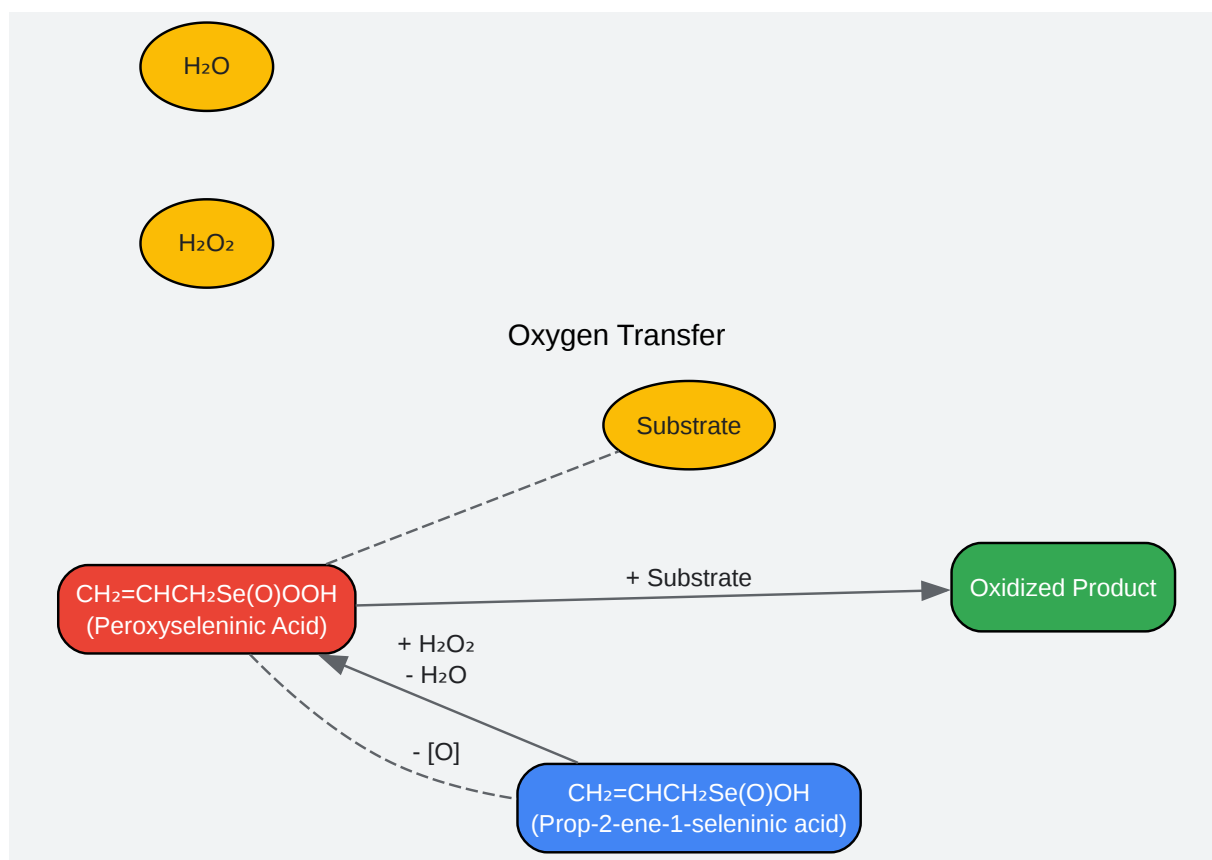 H₂O
H₂O₂
Oxygen Transfer
Substrate
CH₂=CHCH₂Se(O)OOH
(Peroxyseleninic Acid)
+ Substrate
Oxidized Product
+ H₂O₂
- H₂O
- [O]
CH₂=CHCH₂Se(O)OH
(Prop-2-ene-1-seleninic acid)